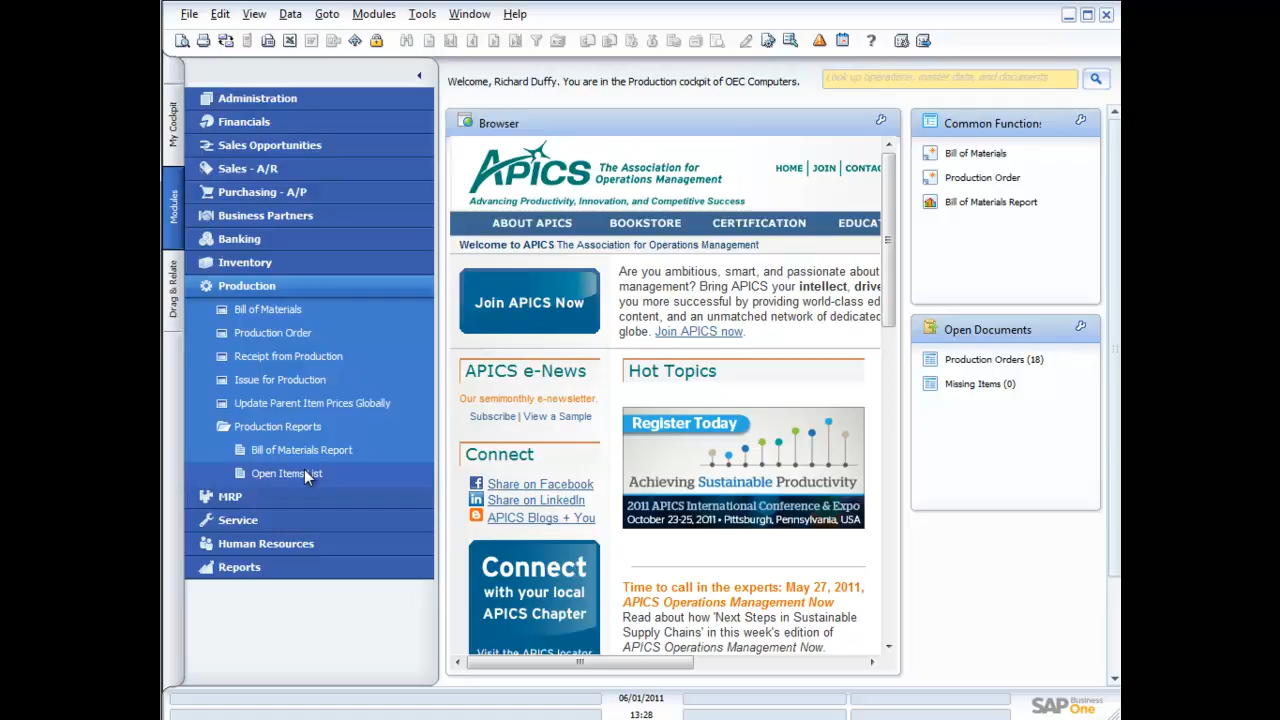 File Edit View Data Goto Modules Tools Window Help
Welcome, Richard Duffy. You are in the Production cockpit of OEC Computers.
Look up operations, master data, and documents
My Cockpit
Modules
Drag & Relate
Administration
Financials
Sales Opportunities
Sales - A/R
Purchasing - A/P
Business Partners
Banking
Inventory
Production
Bill of Materials
Production Order
Receipt from Production
Issue for Production
Update Parent Item Prices Globally
Production Reports
Bill of Materials Report
Open Items List
MRP
Service
Human Resources
Reports
Browser
APICS The Association for
Operations Management
Advancing Productivity, Innovation, and Competitive Success
HOME | JOIN | CONTAC
ABOUT APICS BOOKSTORE CERTIFICATION EDUCA
Welcome to APICS The Association for Operations Management
Join APICS Now
Are you ambitious, smart, and passionate about
management? Bring APICS your intellect, drive
you more successful by providing world-class ed
content, and an unmatched network of dedicated
globe. Join APICS now.
APICS e-News
Our semimonthly e-newsletter.
Subscribe | View a Sample
Connect
Share on Facebook
Share on LinkedIn
APICS Blogs + You
Connect
with your local
APICS Chapter
Visit the APICS locator
Hot Topics
Register Today
Achieving Sustainable Productivity
2011 APICS International Conference & Expo
October 23-25, 2011 • Pittsburgh, Pennsylvania, USA
Time to call in the experts: May 27, 2011,
APICS Operations Management Now
Read about how 'Next Steps in Sustainable
Supply Chains' in this week's edition of
APICS Operations Management Now.
Common Functions
Bill of Materials
Production Order
Bill of Materials Report
Open Documents
Production Orders (18)
Missing Items (0)
06/01/2011
13:28
SAP Business One